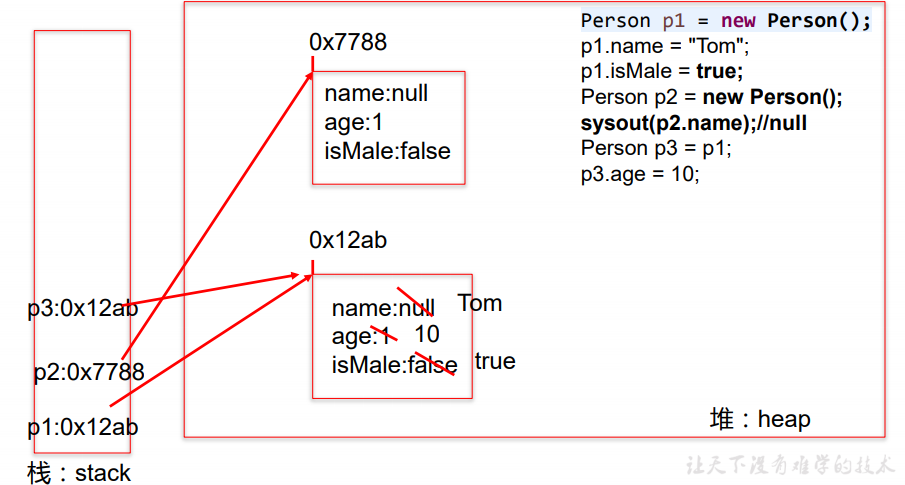 Person p1 = new Person();
p1.name = "Tom";
p1.isMale = true;
Person p2 = new Person();
sysout(p2.name);//null
Person p3 = p1;
p3.age = 10;
0x7788
name:null
age:1
isMale:false
0x12ab
name:null Tom
age:1 10
isMale:false true
p3:0x12ab
p2:0x7788
p1:0x12ab
栈：stack
堆：heap
让天下没有难学的技术